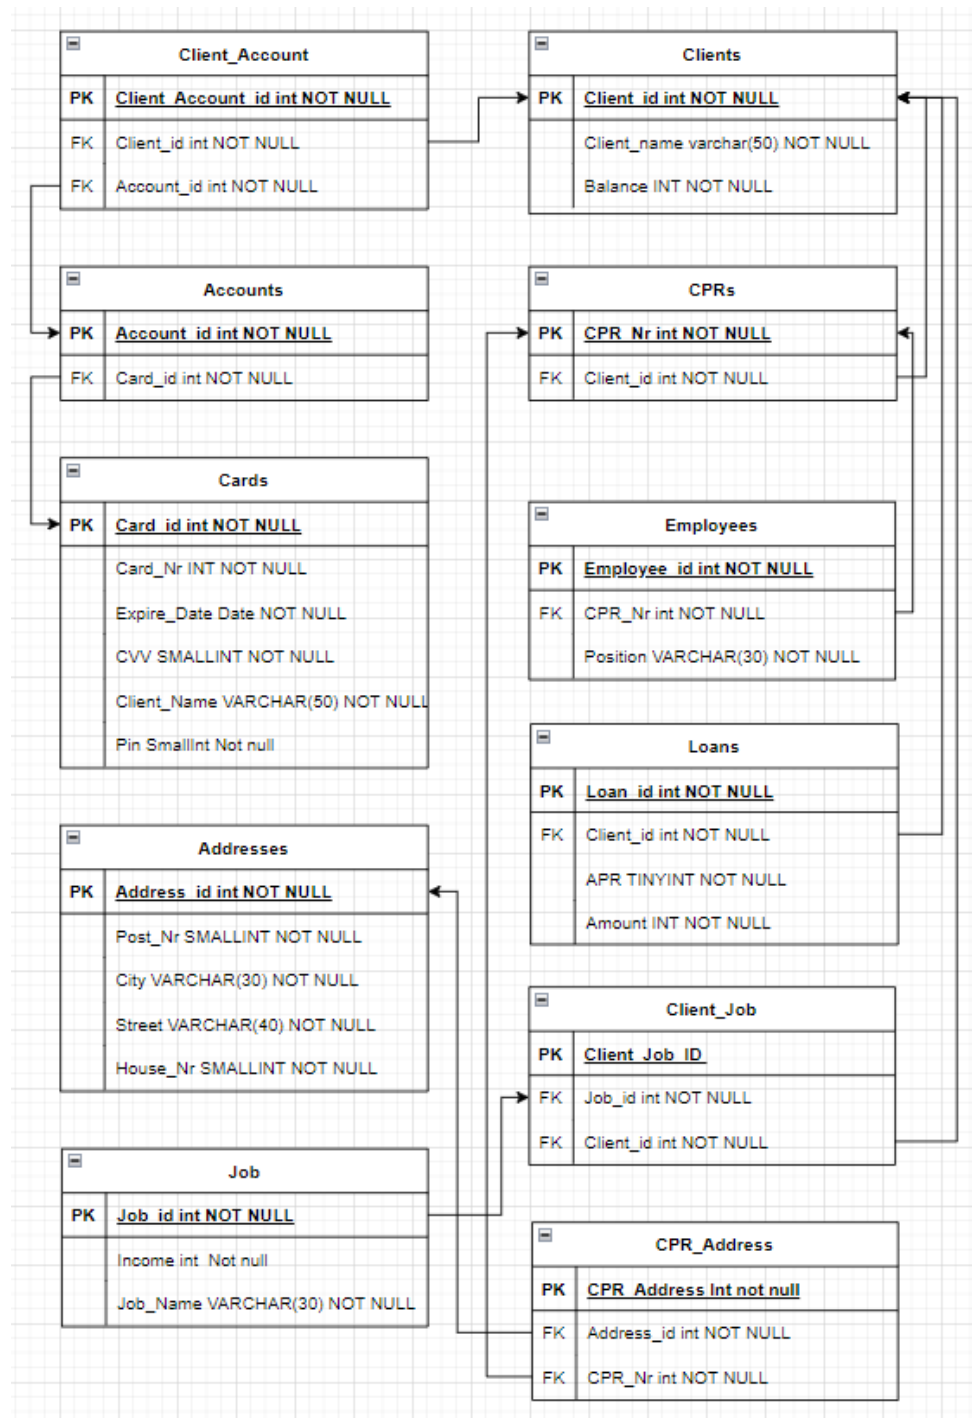 Client_Account
PK Client_Account_id int NOT NULL
FK Client_id int NOT NULL
FK Account_id int NOT NULL
Clients
PK Client_id int NOT NULL
Client_name varchar(50) NOT NULL
Balance INT NOT NULL
Accounts
PK Account_id int NOT NULL
FK Card_id int NOT NULL
CPRs
PK CPR_Nr int NOT NULL
FK Client_id int NOT NULL
Cards
PK Card_id int NOT NULL
Card_Nr INT NOT NULL
Expire_Date Date NOT NULL
CVV SMALLINT NOT NULL
Client_Name VARCHAR(50) NOT NULL
Pin SmallInt Not null
Employees
PK Employee_id int NOT NULL
FK CPR_Nr int NOT NULL
Position VARCHAR(30) NOT NULL
Loans
PK Loan_id int NOT NULL
FK Client_id int NOT NULL
APR TINYINT NOT NULL
Amount INT NOT NULL
Addresses
PK Address_id int NOT NULL
Post_Nr SMALLINT NOT NULL
City VARCHAR(30) NOT NULL
Street VARCHAR(40) NOT NULL
House_Nr SMALLINT NOT NULL
Client_Job
PK Client_Job_ID
FK Job_id int NOT NULL
FK Client_id int NOT NULL
Job
PK Job_id int NOT NULL
Income int Not null
Job_Name VARCHAR(30) NOT NULL
CPR_Address
PK CPR_Address Int not null
FK Address_id int NOT NULL
FK CPR_Nr int NOT NULL